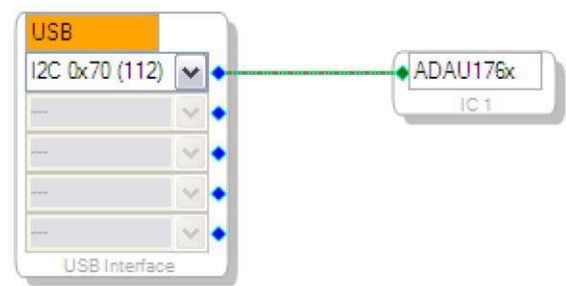 USB
I2C 0x70 (112)
---
---
---
---
USB Interface
ADAU176x
IC 1